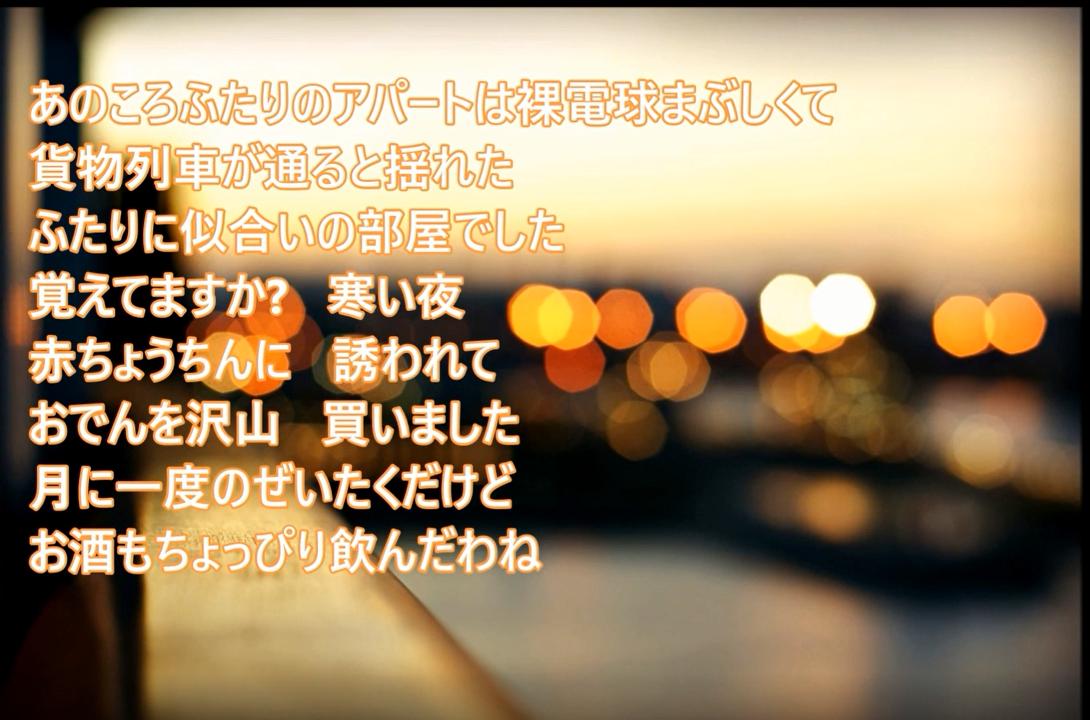 あのころふたりのアパートは裸電球まぶしくて
貨物列車が通ると揺れた
ふたりに似合いの部屋でした
覚えてますか?　寒い夜
赤ちょうちんに　誘われて
おでんを沢山　買いました
月に一度のぜいたくだけど
お酒もちょっぴり飲んだわね